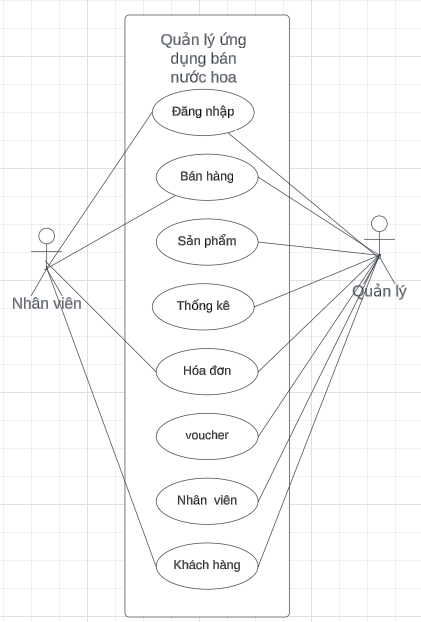 Quản lý ứng
dụng bán
nước hoa
Đăng nhập
Bán hàng
Sản phẩm
Thống kê
Nhân viên
Quản lý
Hóa đơn
voucher
Nhân viên
Khách hàng